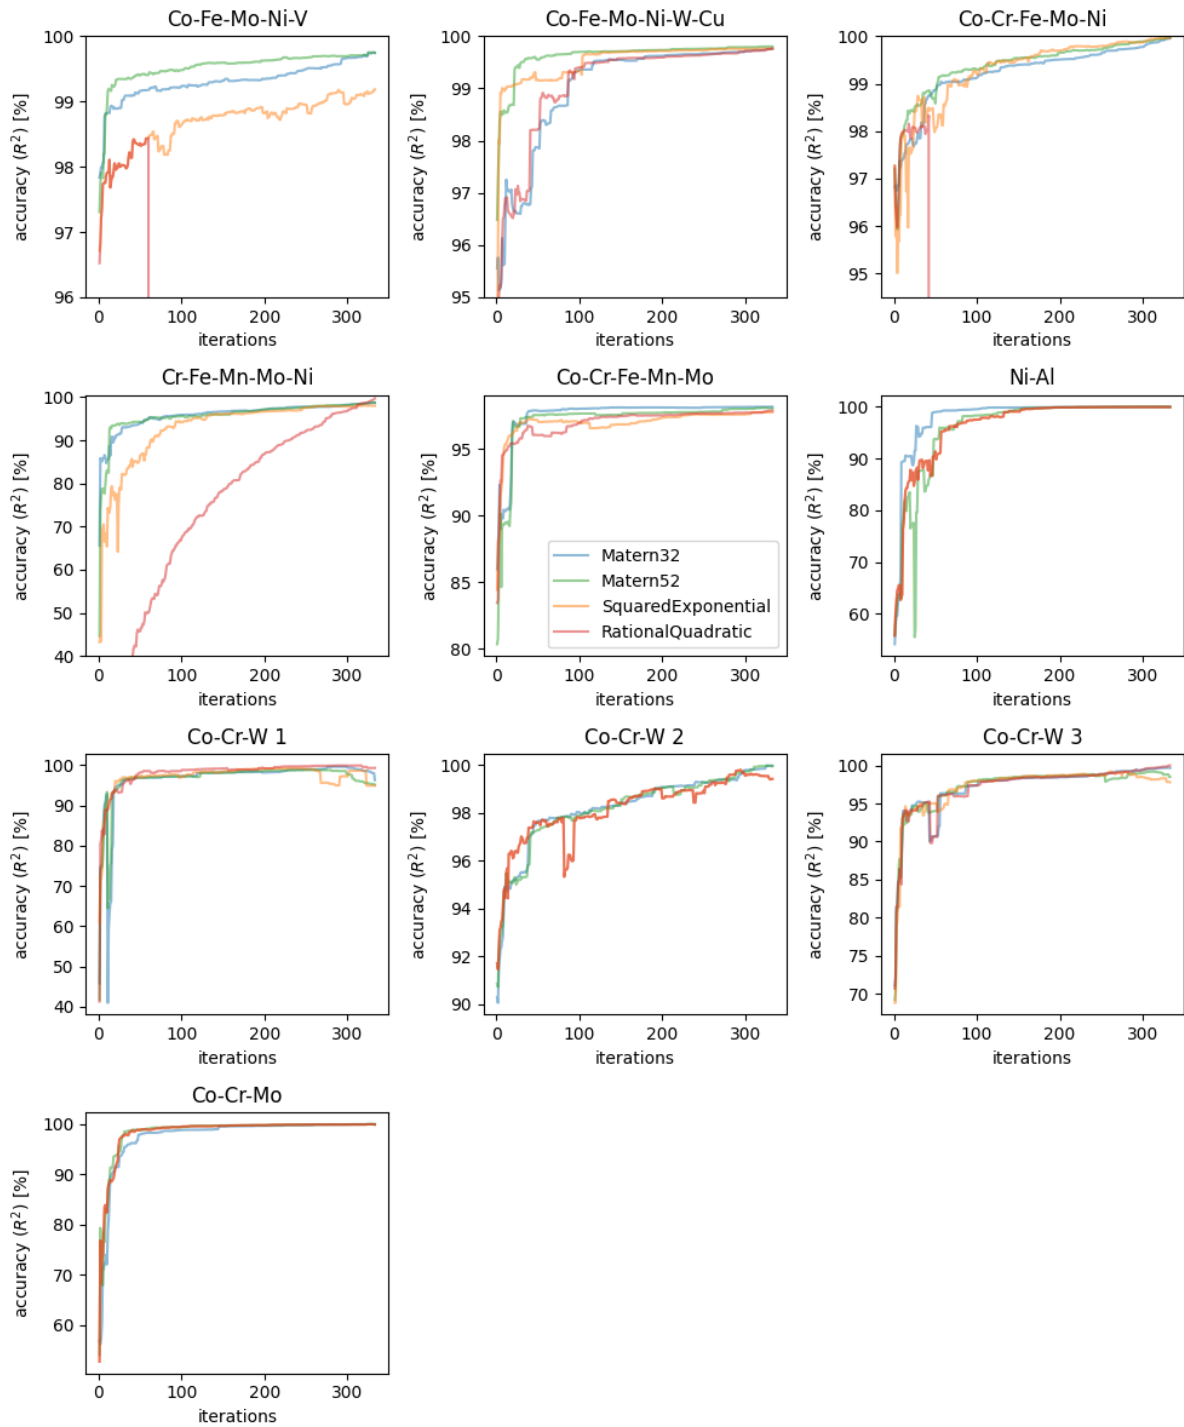 Co-Fe-Mo-Ni-V
accuracy (R²) [%]
100
99
98
97
96
0 100 200 300
iterations
Co-Fe-Mo-Ni-W-Cu
accuracy (R²) [%]
100
99
98
97
96
95
0 100 200 300
iterations
Co-Cr-Fe-Mo-Ni
accuracy (R²) [%]
100
99
98
97
96
95
0 100 200 300
iterations
Cr-Fe-Mn-Mo-Ni
accuracy (R²) [%]
100
90
80
70
60
50
40
0 100 200 300
iterations
Co-Cr-Fe-Mn-Mo
accuracy (R²) [%]
95
90
85
80
Matern32
Matern52
SquaredExponential
RationalQuadratic
0 100 200 300
iterations
Ni-Al
accuracy (R²) [%]
100
90
80
70
60
0 100 200 300
iterations
Co-Cr-W 1
accuracy (R²) [%]
100
90
80
70
60
50
40
0 100 200 300
iterations
Co-Cr-W 2
accuracy (R²) [%]
100
98
96
94
92
90
0 100 200 300
iterations
Co-Cr-W 3
accuracy (R²) [%]
100
95
90
85
80
75
70
0 100 200 300
iterations
Co-Cr-Mo
accuracy (R²) [%]
100
90
80
70
60
0 100 200 300
iterations